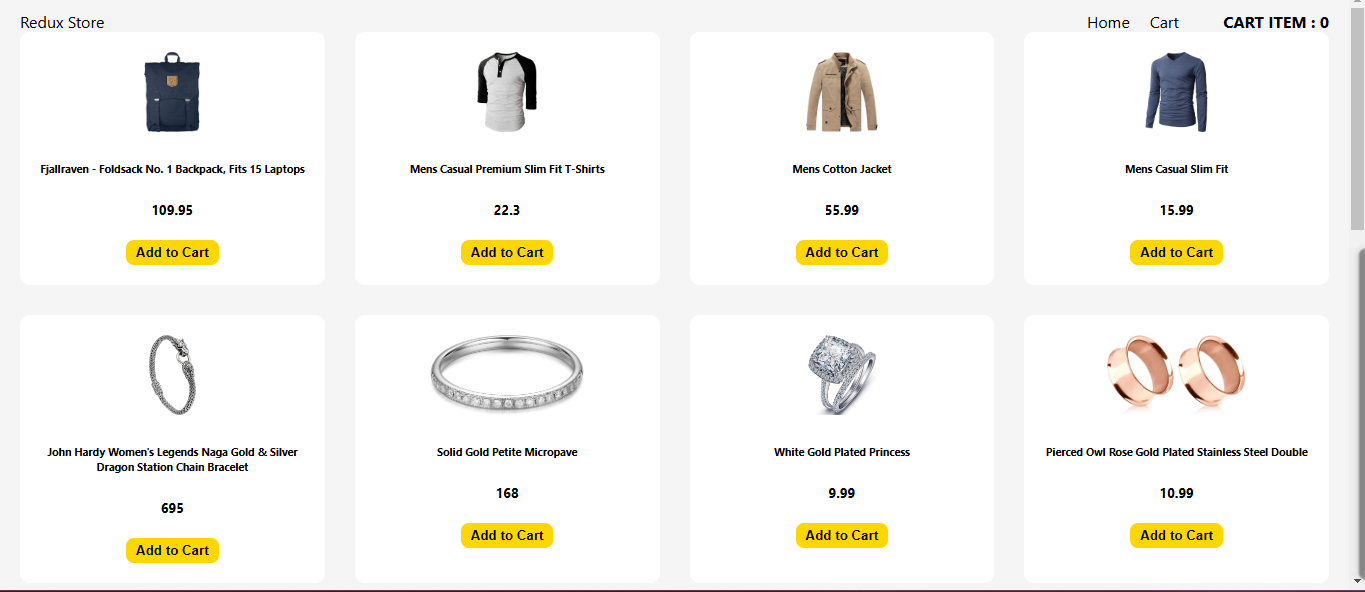 Redux Store
Home
Cart
CART ITEM : 0
Fjallraven - Foldsack No. 1 Backpack, Fits 15 Laptops
109.95
Add to Cart
Mens Casual Premium Slim Fit T-Shirts
22.3
Add to Cart
Mens Cotton Jacket
55.99
Add to Cart
Mens Casual Slim Fit
15.99
Add to Cart
John Hardy Women's Legends Naga Gold & Silver
Dragon Station Chain Bracelet
695
Add to Cart
Solid Gold Petite Micropave
168
Add to Cart
White Gold Plated Princess
9.99
Add to Cart
Pierced Owl Rose Gold Plated Stainless Steel Double
10.99
Add to Cart